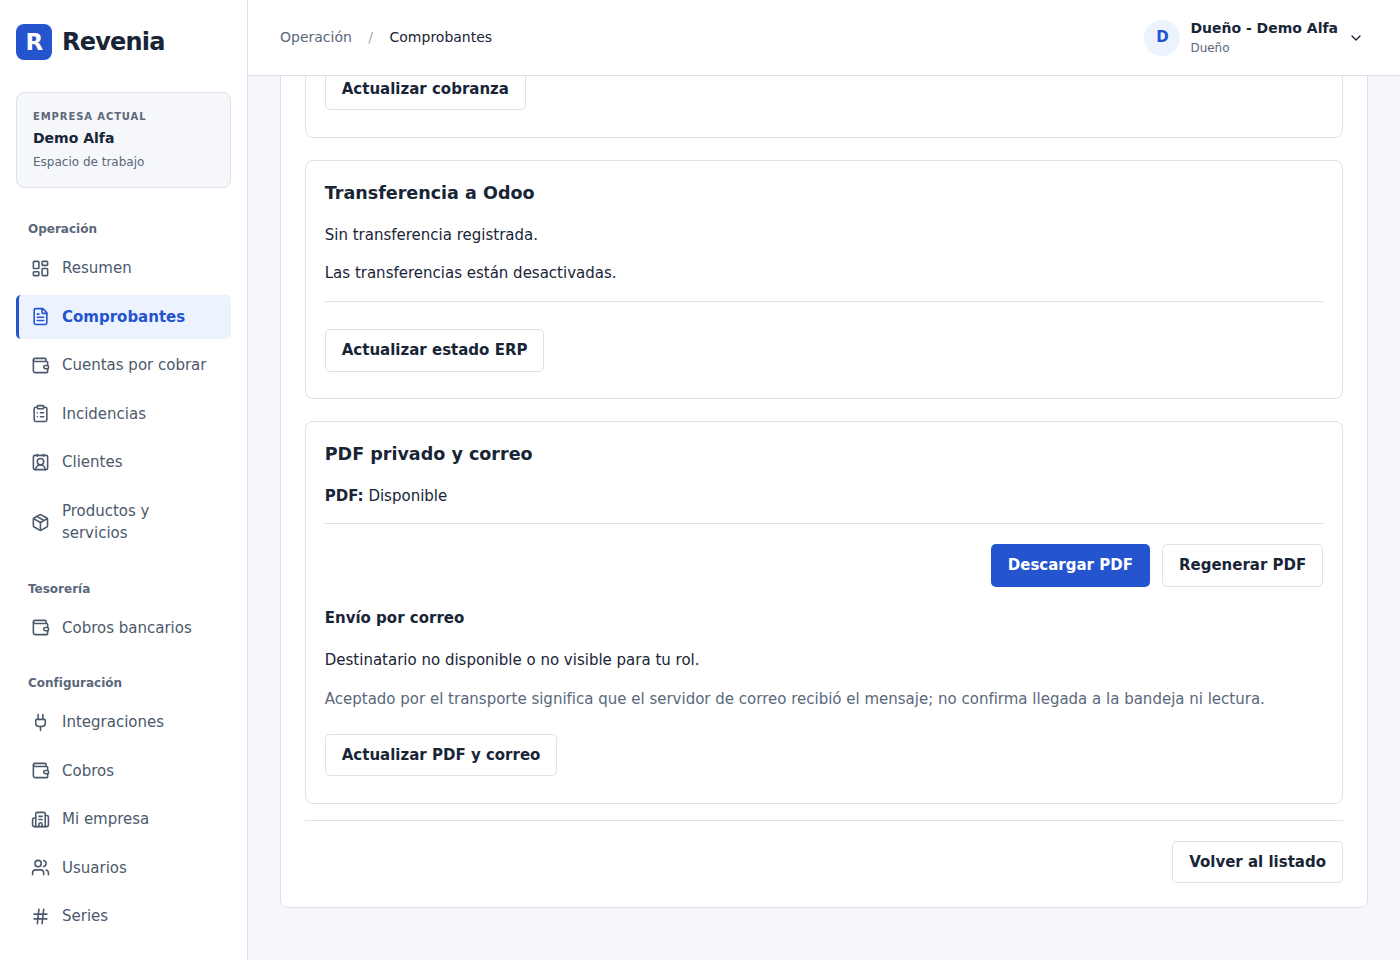 R Revenia
EMPRESA ACTUAL
Demo Alfa
Espacio de trabajo
Operación
Resumen
Comprobantes
Cuentas por cobrar
Incidencias
Clientes
Productos y
servicios
Tesorería
Cobros bancarios
Configuración
Integraciones
Cobros
Mi empresa
Usuarios
Series
Operación / Comprobantes
D
Dueño - Demo Alfa
Dueño
Actualizar cobranza
Transferencia a Odoo
Sin transferencia registrada.
Las transferencias están desactivadas.
Actualizar estado ERP
PDF privado y correo
PDF: Disponible
Descargar PDF
Regenerar PDF
Envío por correo
Destinatario no disponible o no visible para tu rol.
Aceptado por el transporte significa que el servidor de correo recibió el mensaje; no confirma llegada a la bandeja ni lectura.
Actualizar PDF y correo
Volver al listado